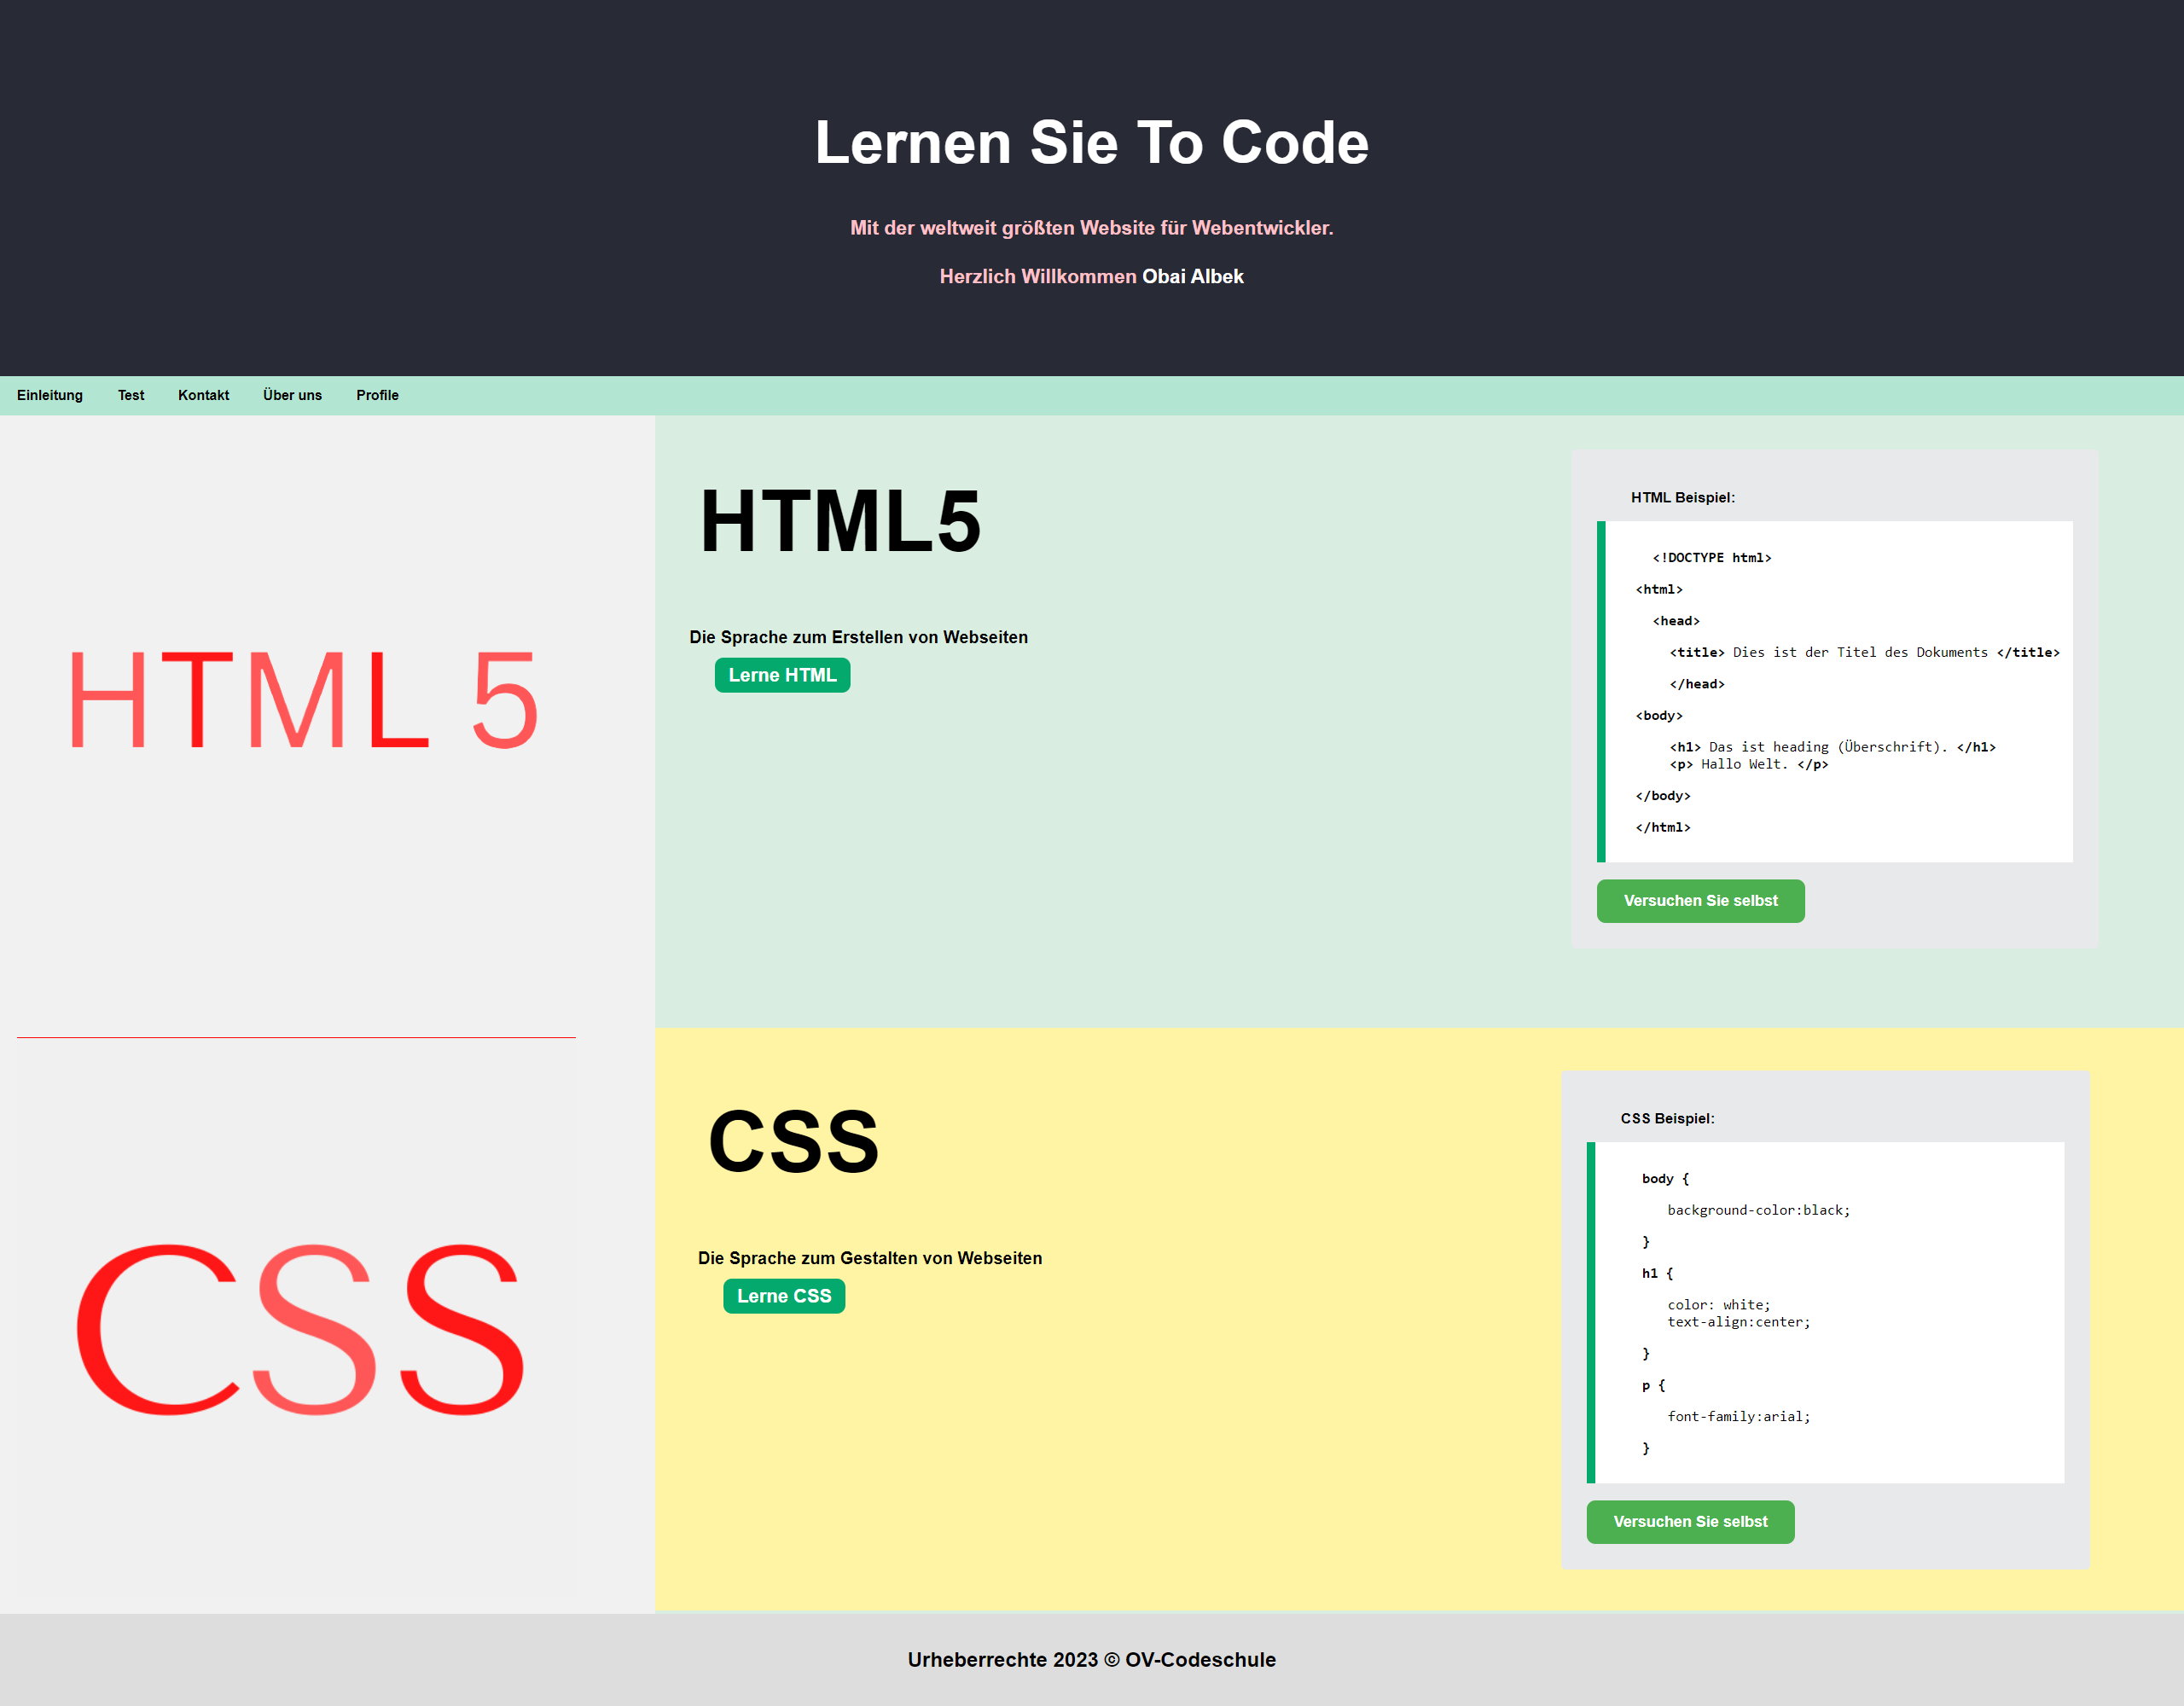 Lernen Sie To Code
Mit der weltweit größten Website für Webentwickler.
Herzlich Willkommen Obai Albek
Einleitung Test Kontakt Über uns Profile
HTML 5
HTML5
Die Sprache zum Erstellen von Webseiten
Lerne HTML
HTML Beispiel:
<!DOCTYPE html>
<html>
<head>
<title> Dies ist der Titel des Dokuments </title>
</head>
<body>
<h1> Das ist heading (Überschrift). </h1>
<p> Hallo Welt. </p>
</body>
</html>
Versuchen Sie selbst
CSS
CSS
Die Sprache zum Gestalten von Webseiten
Lerne CSS
CSS Beispiel:
body {
background-color:black;
}
h1 {
color: white;
text-align:center;
}
p {
font-family:arial;
}
Versuchen Sie selbst
Urheberrechte 2023 © OV-Codeschule